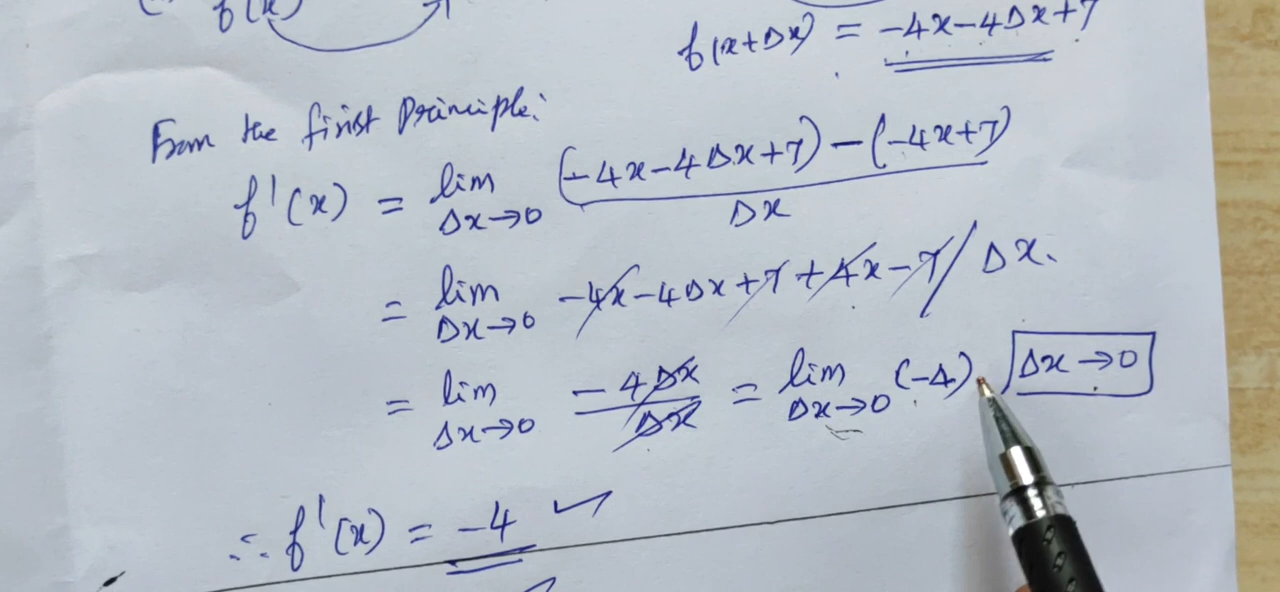 f(x)
f(x+Δx) = -4x-4Δx+7
From the first Principle:
f'(x) = lim Δx→0 (-4x-4Δx+7)-(-4x+7) / Δx
= lim Δx→0 -4x-4Δx+7+4x-7/Δx.
= lim Δx→0 -4Δx / Δx = lim Δx→0 (-4), Δx→0
∴ f'(x) = -4 ✓